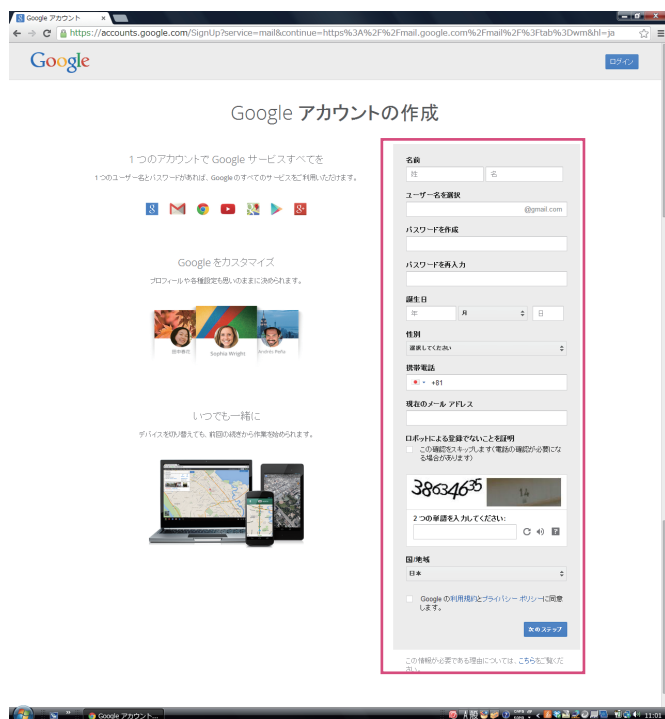 Google アカウント
https://accounts.google.com/SignUp?service=mail&continue=https%3A%2F%2Fmail.google.com%2Fmail%2F%3Ftab%3Dwm&hl=ja
Google
ログイン
Google アカウントの作成
1 つのアカウントで Google サービスすべてを
1 つのユーザー名とパスワードがあれば、Google のすべてのサービスをご利用いただけます。
Google をカスタマイズ
プロフィールや各種設定も思いのままに決められます。
Sophia Wright
いつでも一緒に
デバイスを切り替えても、前回の続きから作業を始められます。
名前
姓 名
ユーザー名を選択
@gmail.com
パスワードを作成
パスワードを再入力
誕生日
年 月 日
性別
選択してください
携帯電話
+81
現在のメール アドレス
ロボットによる登録でないことを証明
この確認をスキップします（電話の確認が必要にな
る場合があります）
38634635
14
2 つの単語を入力してください:
国/地域
日本
Google の利用規約とプライバシー ポリシーに同意
します。
次のステップ
この情報が必要である理由については、こちらをご覧くだ
さい。
Google アカウント...
11:01